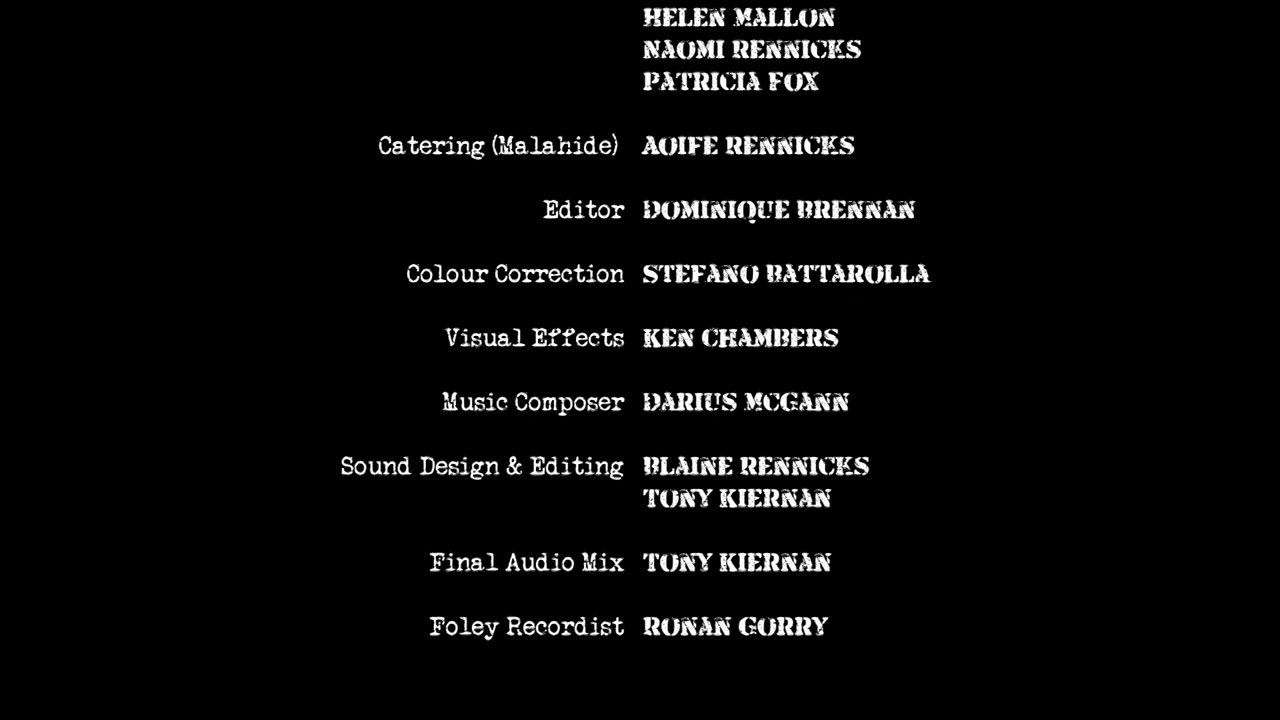 HELEN MALLON
NAOMI RENNICKS
PATRICIA FOX
Catering (Malahide) AOIFE RENNICKS
Editor DOMINIQUE BRENNAN
Colour Correction STEFANO BATTAROLLA
Visual Effects KEN CHAMBERS
Music Composer DARIUS MCGANN
Sound Design & Editing BLAINE RENNICKS
TONY KIERNAN
Final Audio Mix TONY KIERNAN
Foley Recordist RONAN GORRY